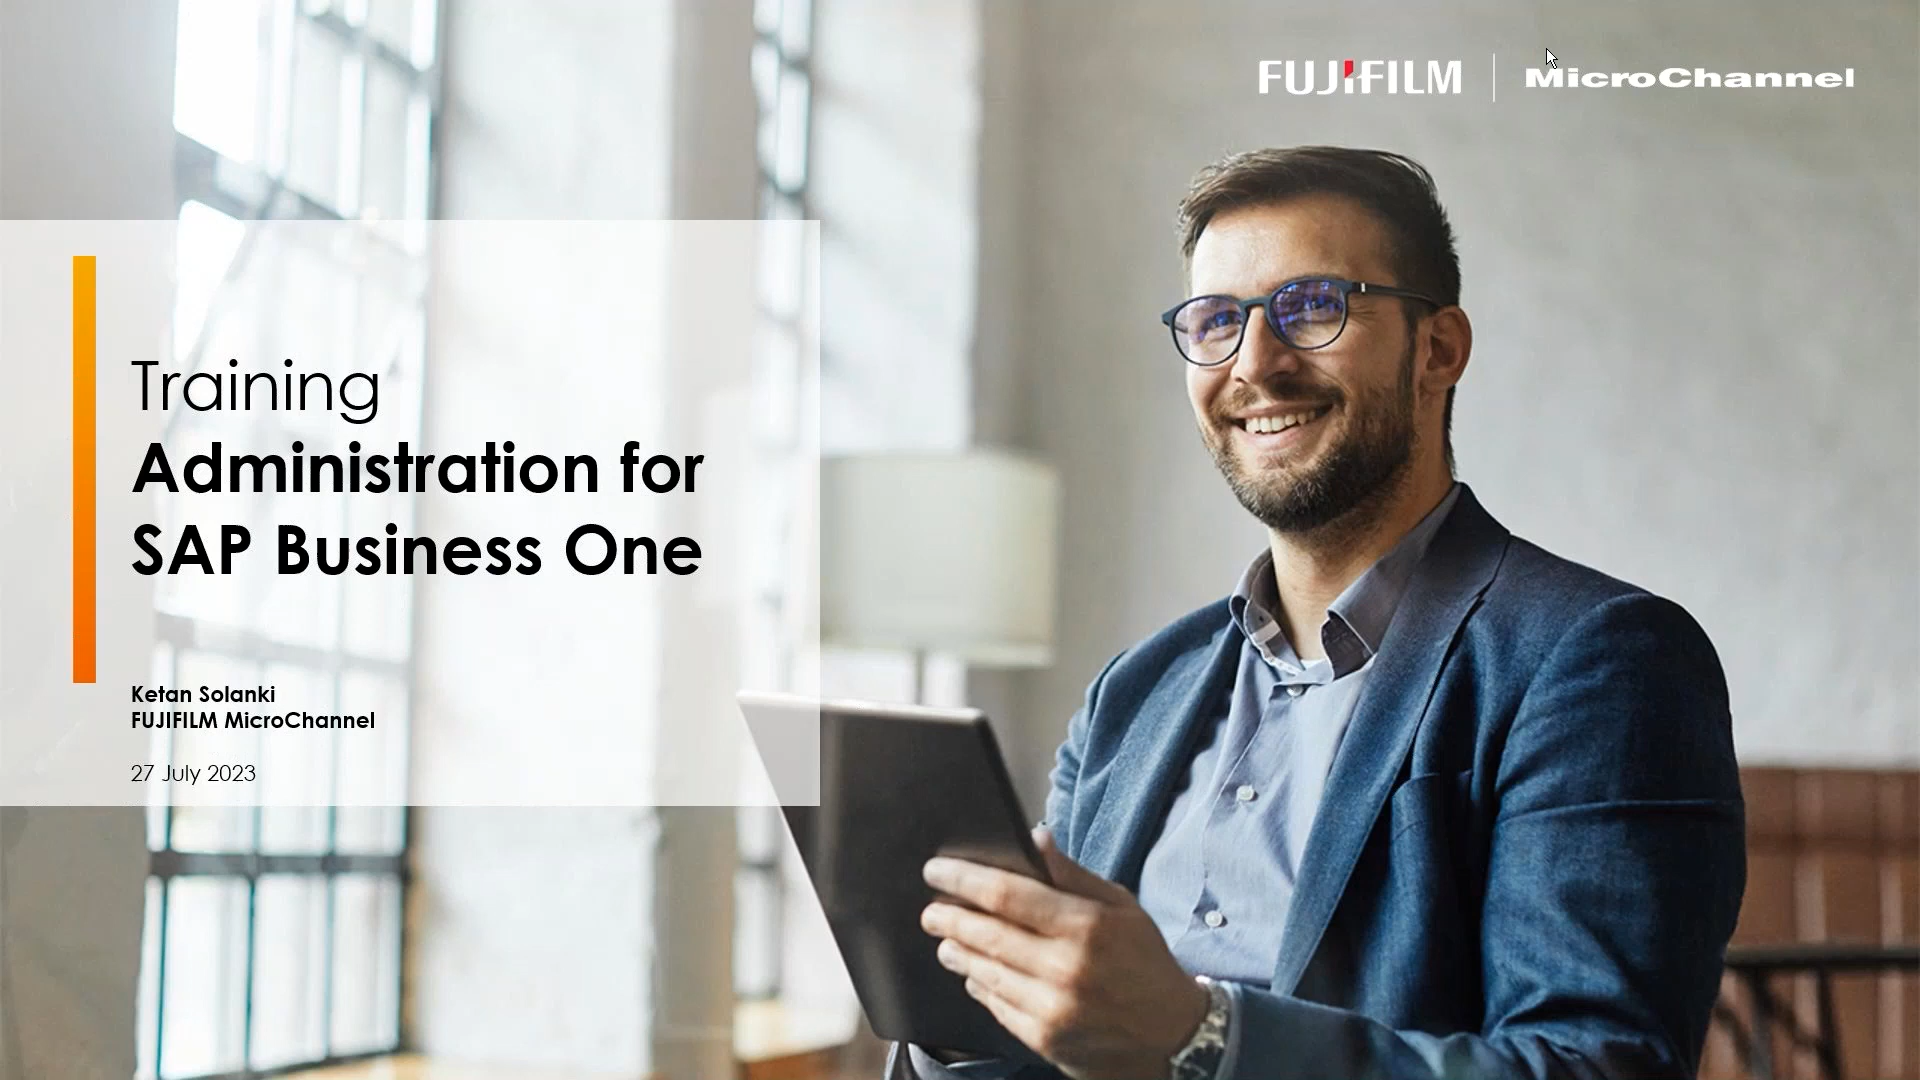 FUJIFILM MicroChannel
Training
Administration for
SAP Business One
Ketan Solanki
FUJIFILM MicroChannel
27 July 2023